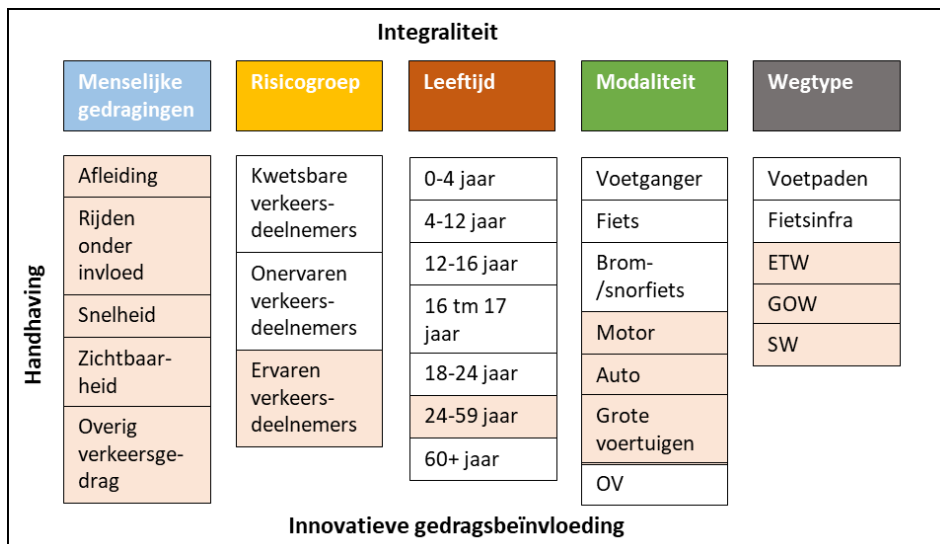 Integraliteit
Menselijke
gedragingen
Risicogroep
Leeftijd
Modaliteit
Wegtype
Handhaving
Afleiding
Rijden
onder
invloed
Snelheid
Zichtbaar-
heid
Overig
verkeersge-
drag
Kwetsbare
verkeers-
deelnemers
Onervaren
verkeers-
deelnemers
Ervaren
verkeers-
deelnemers
0-4 jaar
4-12 jaar
12-16 jaar
16 tm 17
jaar
18-24 jaar
24-59 jaar
60+ jaar
Voetganger
Fiets
Brom-
/snorfiets
Motor
Auto
Grote
voertuigen
OV
Voetpaden
Fietsinfra
ETW
GOW
SW
Innovatieve gedragsbeïnvloeding